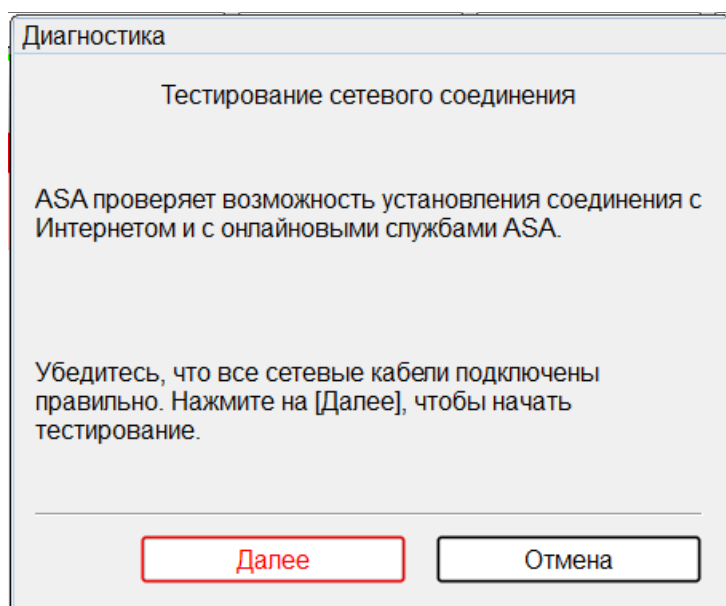 Диагностика
Тестирование сетевого соединения
ASA проверяет возможность установления соединения с
Интернетом и с онлайновыми службами ASA.
Убедитесь, что все сетевые кабели подключены
правильно. Нажмите на [Далее], чтобы начать
тестирование.
Далее
Отмена